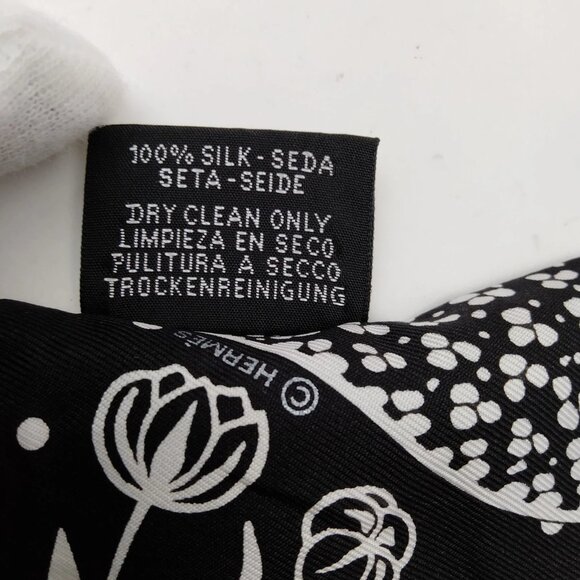 100% SILK-SEDA
SETA-SEIDE
DRY CLEAN ONLY
LIMPIEZA EN SECO
PULITURA A SECCO
TROCKENREINIGUNG
© HERMÈS